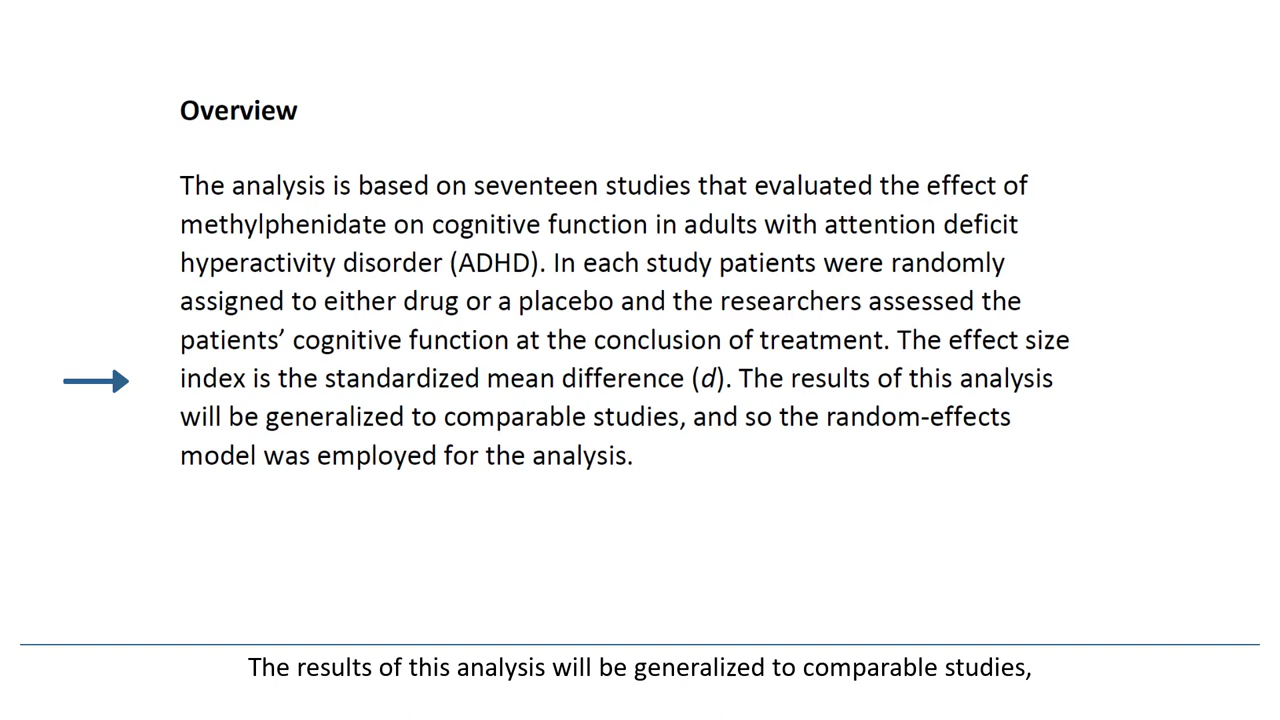 Overview
The analysis is based on seventeen studies that evaluated the effect of
methylphenidate on cognitive function in adults with attention deficit
hyperactivity disorder (ADHD). In each study patients were randomly
assigned to either drug or a placebo and the researchers assessed the
patients’ cognitive function at the conclusion of treatment. The effect size
index is the standardized mean difference (d). The results of this analysis
will be generalized to comparable studies, and so the random-effects
model was employed for the analysis.
The results of this analysis will be generalized to comparable studies,